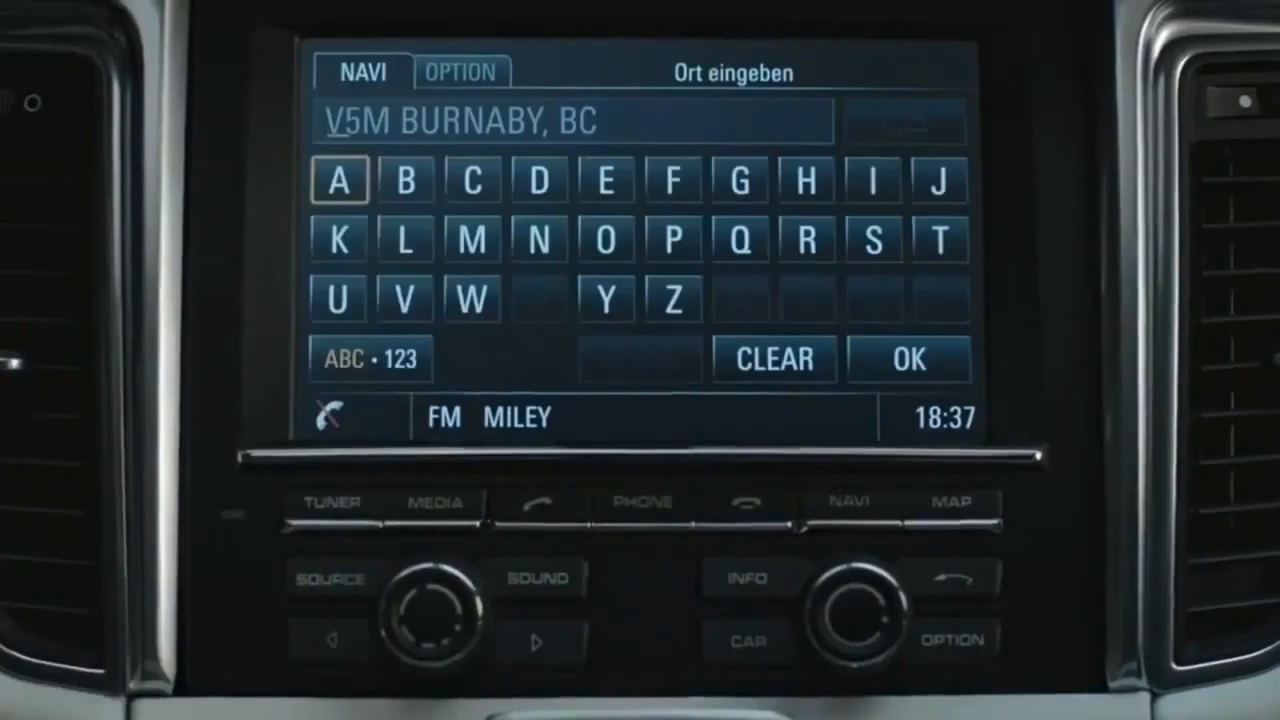 NAVI OPTION Ort eingeben
V5M BURNABY, BC
A B C D E F G H I J
K L M N O P Q R S T
U V W Y Z
ABC • 123 CLEAR OK
FM MILEY 18:37
TUNER MEDIA PHONE NAVI MAP
SOURCE SOUND INFO
CAR OPTION